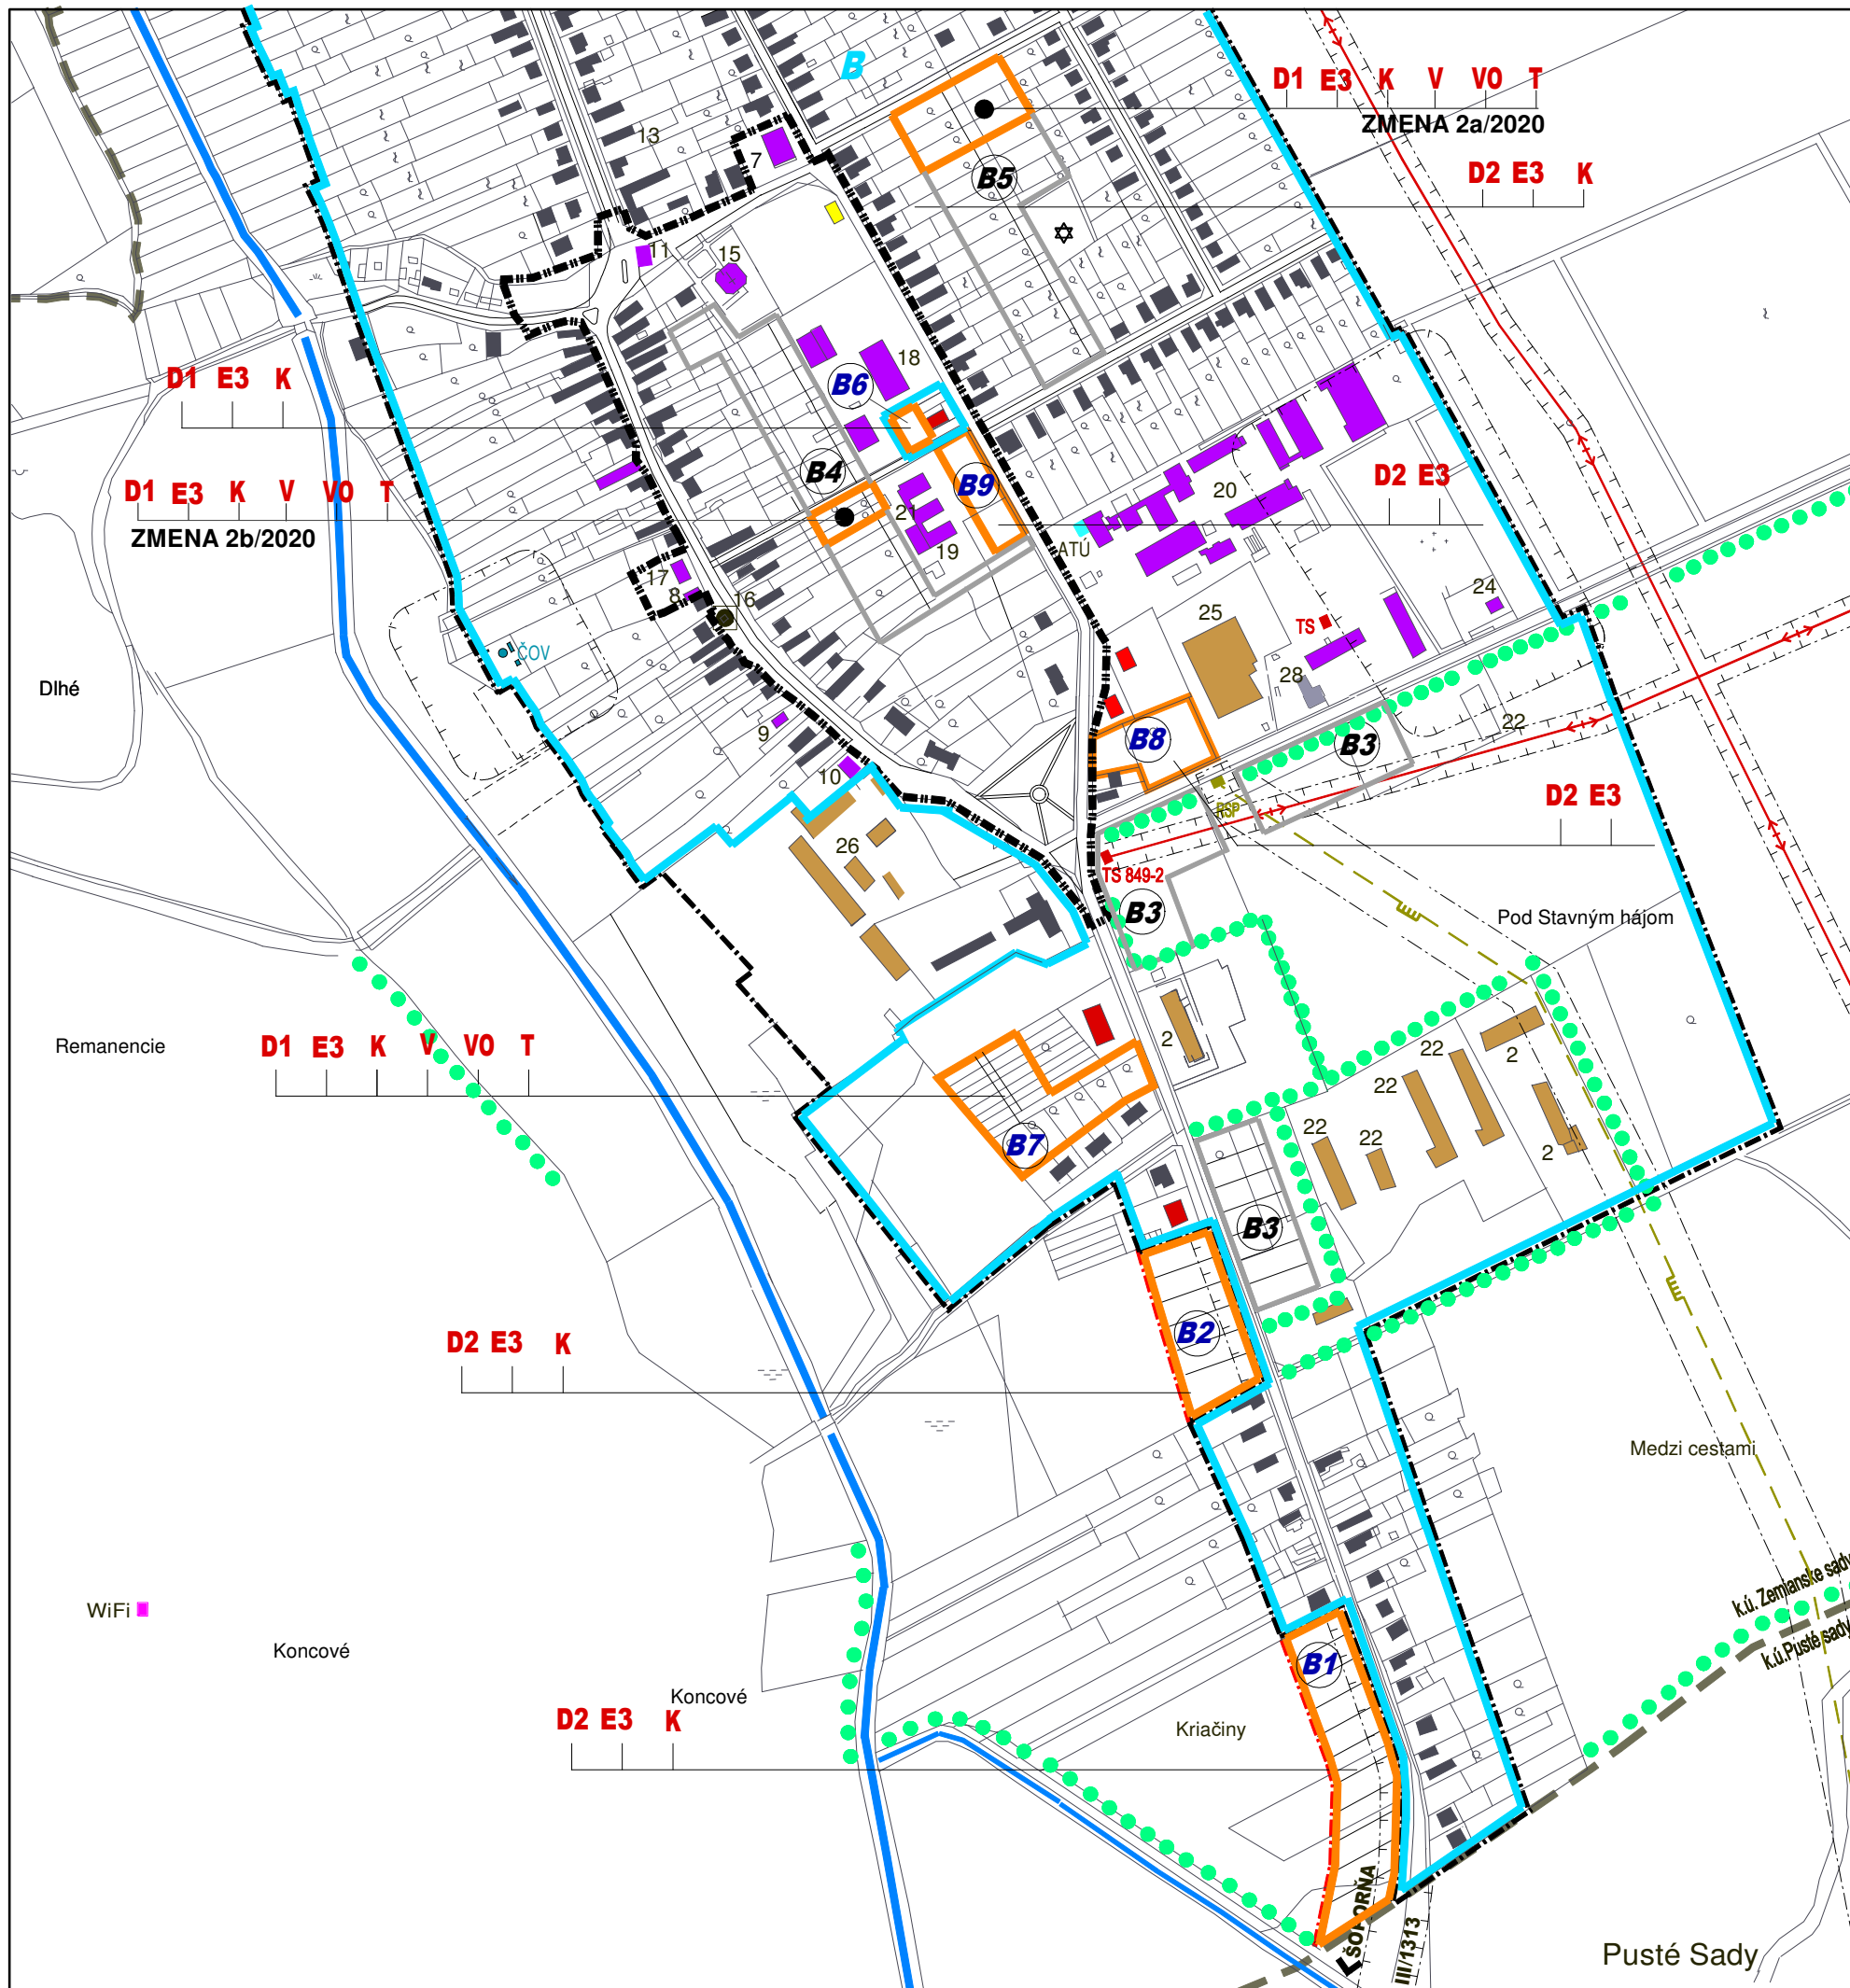 B
D1 E3 K V VO T
ZMENA 2a/2020
13
7
B5
D2 E3 K
11
15
18
D1 E3 K
B6
B4
B9
20
D2 E3
D1 E3 K V VO T
ZMENA 2b/2020
21
19
ATÚ
17
8
16
24
25
TS
ČOV
28
Dlhé
9
22
B8
B3
10
RSP
D2 E3
26
TS 849-2
B3
Pod Stavným hájom
Remanencie
D1 E3 K V VO T
2
22
2
22
22
22
2
B7
B3
B2
D2 E3 K
Medzi cestami
k.ú. Zemianske sady
k.ú. Pusté sady
WiFi
Koncové
B1
Koncové
D2 E3 K
Kriačiny
ŠOPORŇA
III/1313
Pusté Sady